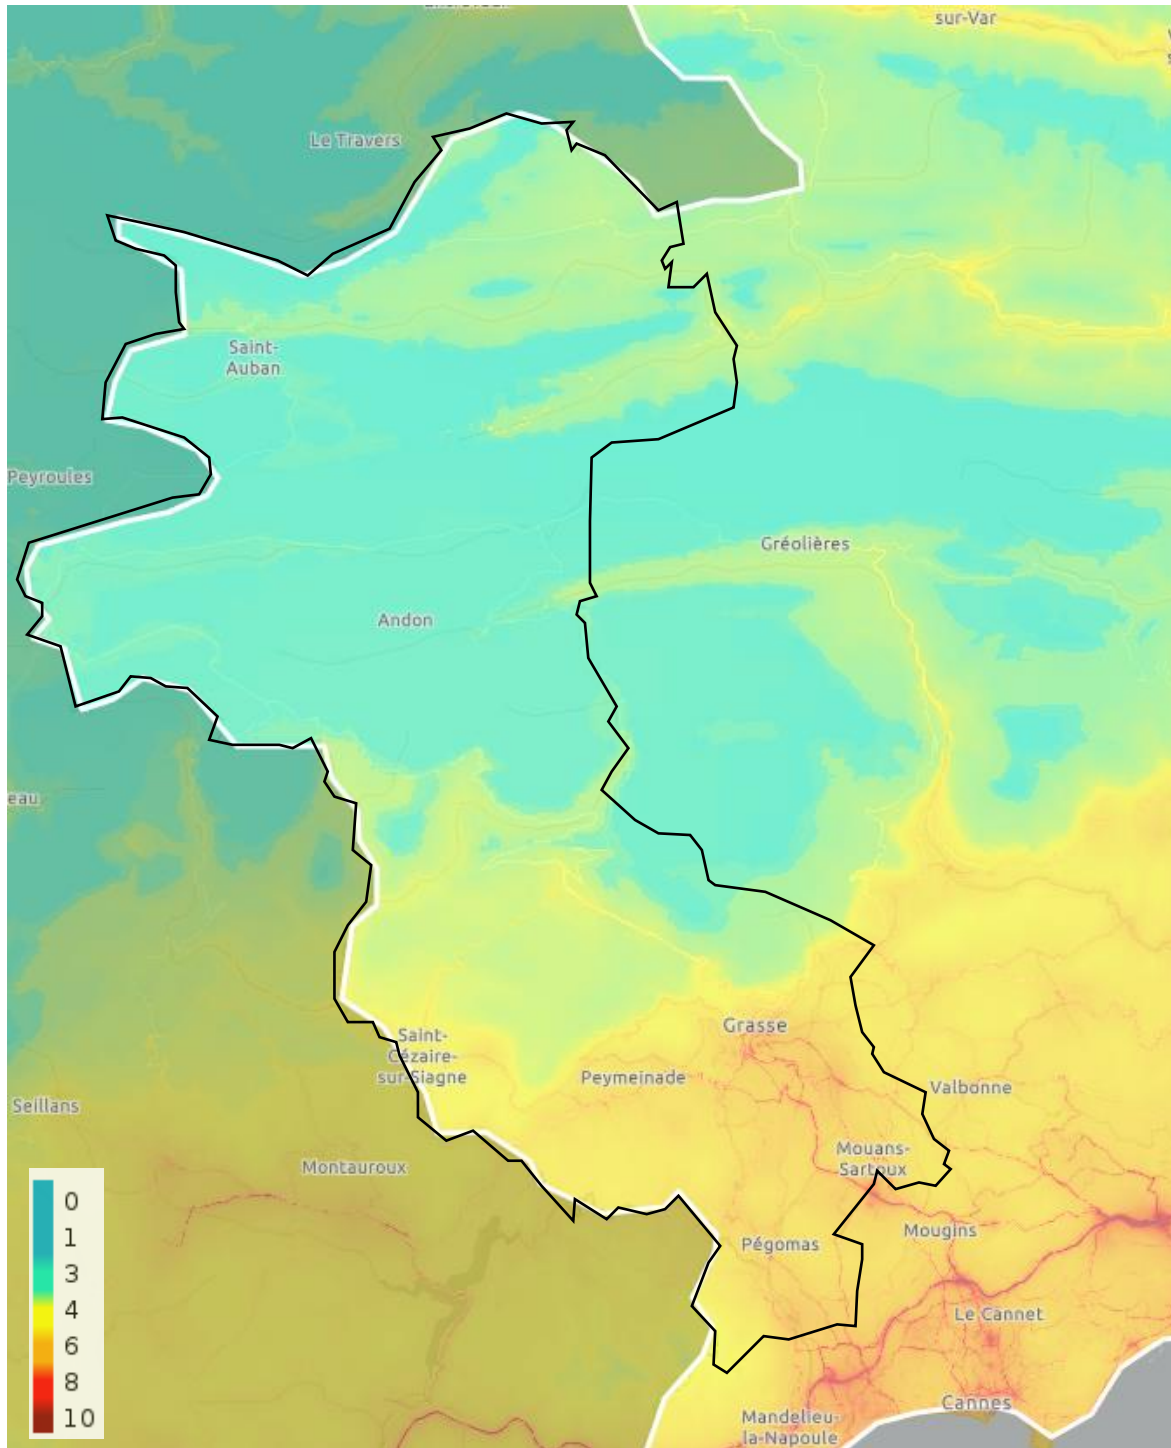 sur-Var
Le Travers
Saint-
Auban
Peyroules
Gréolières
Andon
eau
Grasse
Saint-
Cézaire-
sur-Siagne
Peymeinade
Valbonne
Seillans
Mouans-
Sartoux
Montauroux
Mougins
Pégomas
Le Cannet
Cannes
Mandelieu-
la-Napoule
0
1
3
4
6
8
10